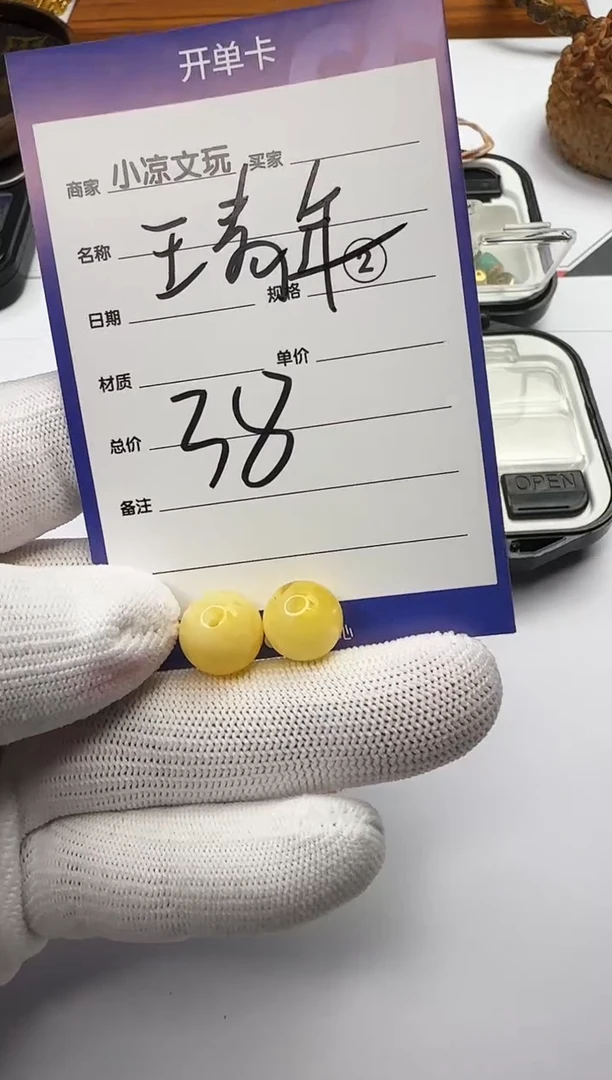 开单卡
商家 小凉文玩 买家
名称 王青年 ②
日期 规格
材质 单价
总价 38
备注
心
OPEN